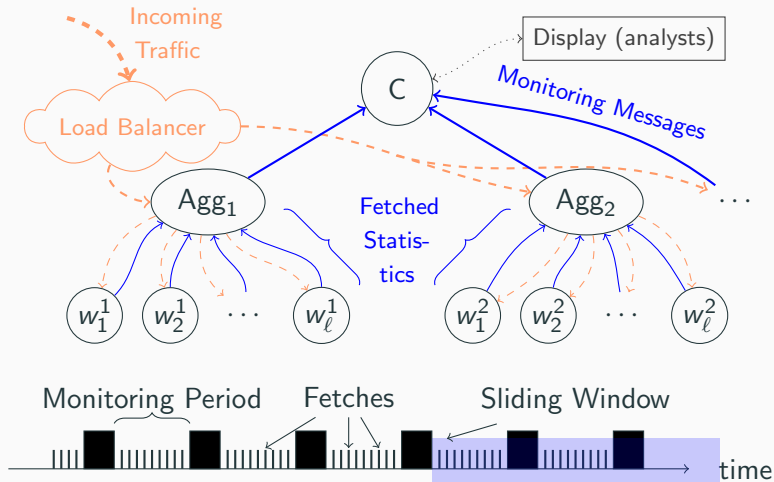 Incoming
Traffic
Display (analysts)
C
Monitoring Messages
Load Balancer
Agg₁
Fetched
Statis-
tics
Agg₂
...
w₁¹
w₂¹
...
wℓ¹
w₁²
w₂²
...
wℓ²
Monitoring Period
Fetches
Sliding Window
time